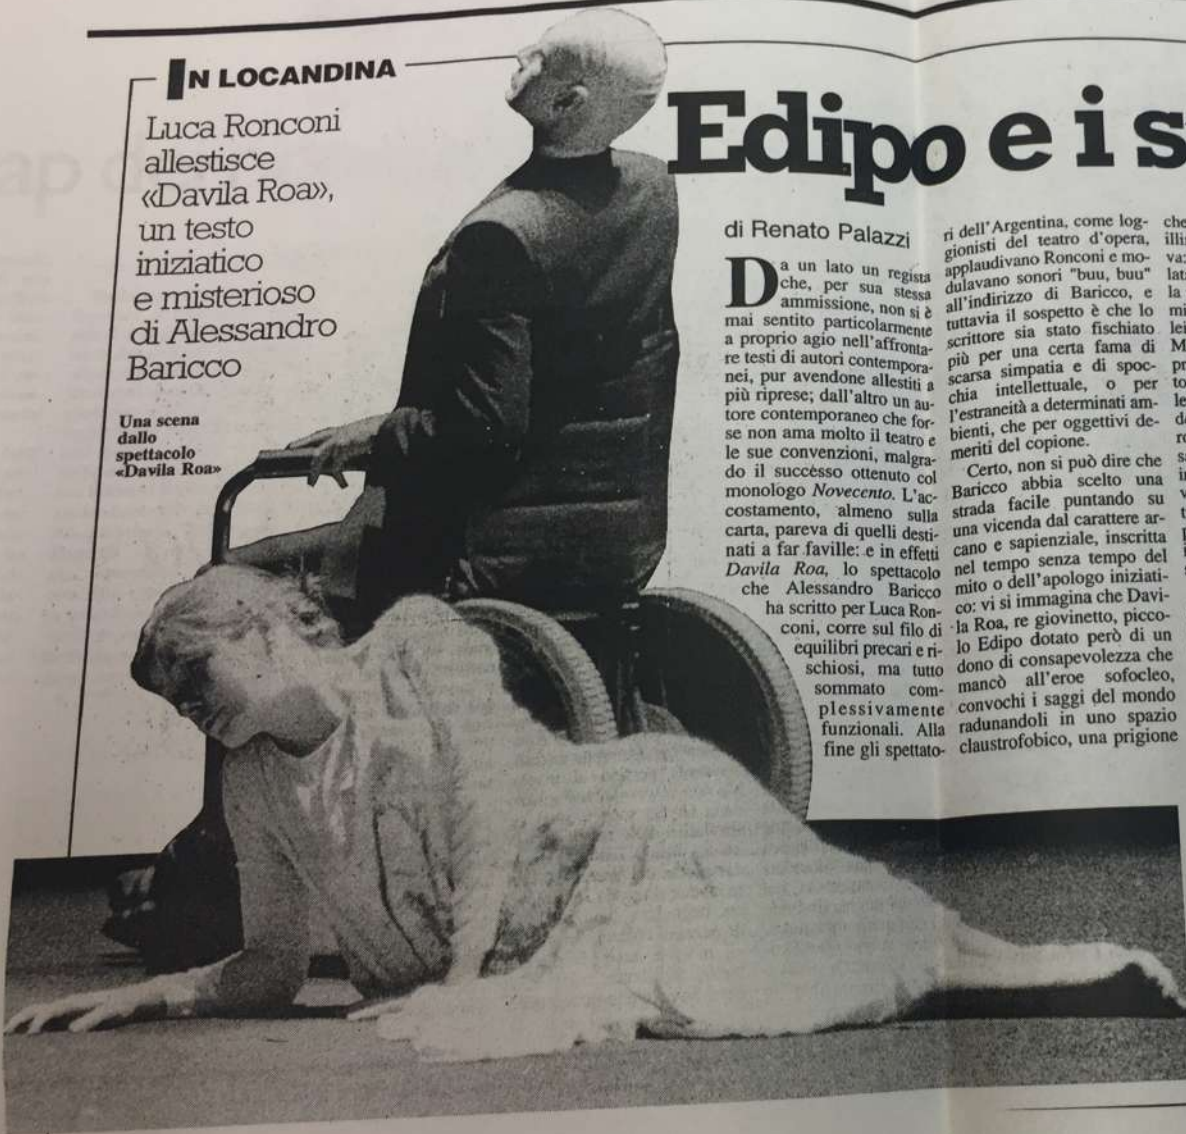 IN LOCANDINA
Luca Ronconi
allestisce
«Davila Roa»,
un testo
iniziatico
e misterioso
di Alessandro
Baricco
Una scena
dallo
spettacolo
«Davila Roa»
Edipo e i s
di Renato Palazzi
Da un lato un regista
che, per sua stessa
ammissione, non si è
mai sentito particolarmente
a proprio agio nell'affronta-
re testi di autori contempora-
nei, pur avendone allestiti a
più riprese; dall'altro un au-
tore contemporaneo che for-
se non ama molto il teatro e
le sue convenzioni, malgra-
do il successo ottenuto col
monologo Novecento. L'ac-
costamento, almeno sulla
carta, pareva di quelli desti-
nati a far faville: e in effetti
Davila Roa, lo spettacolo
che Alessandro Baricco
ha scritto per Luca Ron-
coni, corre sul filo di
equilibri precari e ri-
schiosi, ma tutto
sommato com-
plessivamente
funzionali. Alla
fine gli spettato-
ri dell'Argentina, come log-
gionisti del teatro d'opera,
applaudivano Ronconi e mo-
dulavano sonori "buu, buu"
all'indirizzo di Baricco, e
tuttavia il sospetto è che lo
scrittore sia stato fischiato
più per una certa fama di
scarsa simpatia e di spoc-
chia intellettuale, o per
l'estraneità a determinati am-
bienti, che per oggettivi de-
meriti del copione.
Certo, non si può dire che
Baricco abbia scelto una
strada facile puntando su
una vicenda dal carattere ar-
cano e sapienziale, inscritta
nel tempo senza tempo del
mito o dell'apologo iniziati-
co: vi si immagina che Davi-
la Roa, re giovinetto, picco-
lo Edipo dotato però di un
dono di consapevolezza che
mancò all'eroe sofocleo,
convochi i saggi del mondo
radunandoli in uno spazio
claustrofobico, una prigione
che